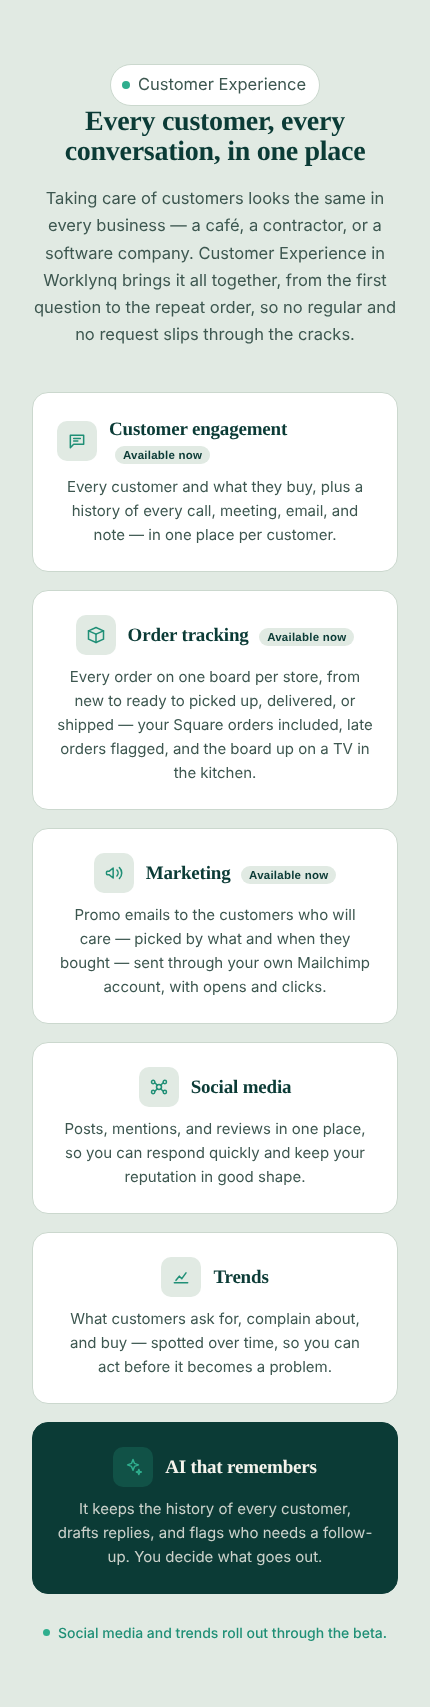 Customer Experience
Every customer, every
conversation, in one place
Taking care of customers looks the same in
every business — a café, a contractor, or a
software company. Customer Experience in
Worklynq brings it all together, from the first
question to the repeat order, so no regular and
no request slips through the cracks.
Customer engagement
Available now
Every customer and what they buy, plus a
history of every call, meeting, email, and
note — in one place per customer.
Order tracking Available now
Every order on one board per store, from
new to ready to picked up, delivered, or
shipped — your Square orders included, late
orders flagged, and the board up on a TV in
the kitchen.
Marketing Available now
Promo emails to the customers who will
care — picked by what and when they
bought — sent through your own Mailchimp
account, with opens and clicks.
Social media
Posts, mentions, and reviews in one place,
so you can respond quickly and keep your
reputation in good shape.
Trends
What customers ask for, complain about,
and buy — spotted over time, so you can
act before it becomes a problem.
AI that remembers
It keeps the history of every customer,
drafts replies, and flags who needs a follow-
up. You decide what goes out.
Social media and trends roll out through the beta.